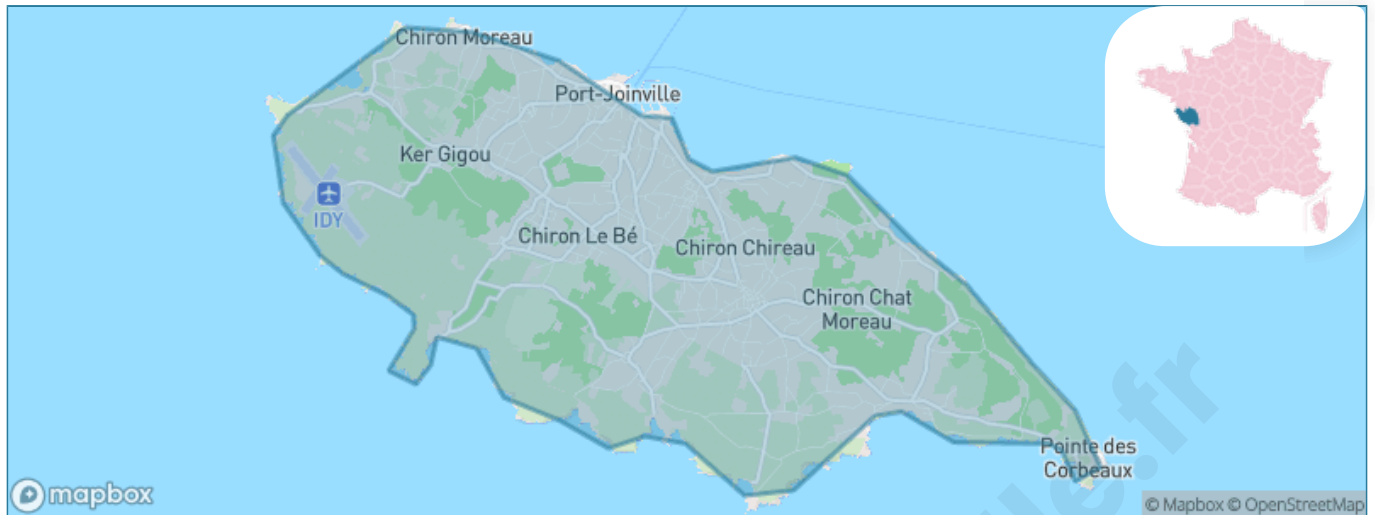 Chiron Moreau
Port-Joinville
Ker Gigou
IDY
Chiron Le Bé
Chiron Chireau
Chiron Chat
Moreau
Pointe des
Corbeaux
mapbox
© Mapbox © OpenStreetMap